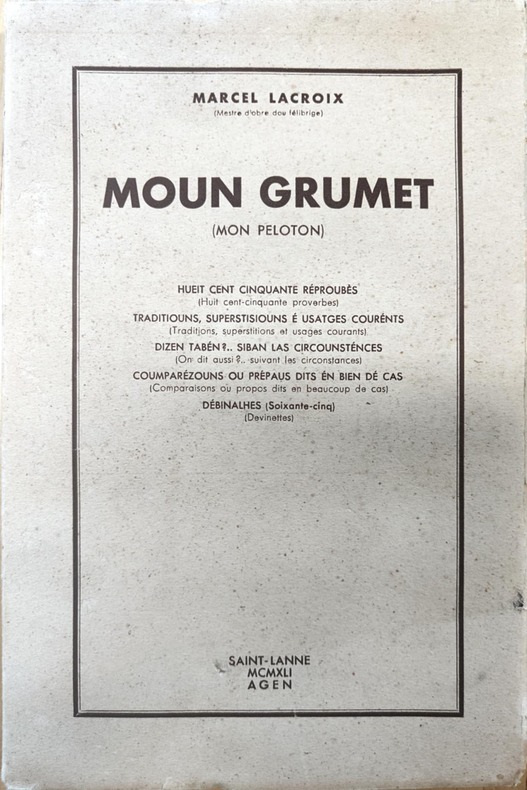 MARCEL LACROIX
(Mestre d'obre dou félibrige)
MOUN GRUMET
(MON PELOTON)
HUEIT CENT CINQUANTE RÉPROUBÈS
(Huit cent-cinquante proverbes)
TRADITIOUNS, SUPERSTISIOUNS É USATGES COURÉNTS
(Traditions, superstitions et usages courants)
DIZEN TABÉN?.. SIBAN LAS CIRCOUNSTÉNCES
(On dit aussi?.. suivant les circonstances)
COUMPARÉZOUNS OU PRÉPAUS DITS ÉN BIEN DÉ CAS
(Comparaisons ou propos dits en beaucoup de cas)
DÉBINALHES (Soixante-cinq)
(Devinettes)
SAINT-LANNE
MCMXLI
AGEN